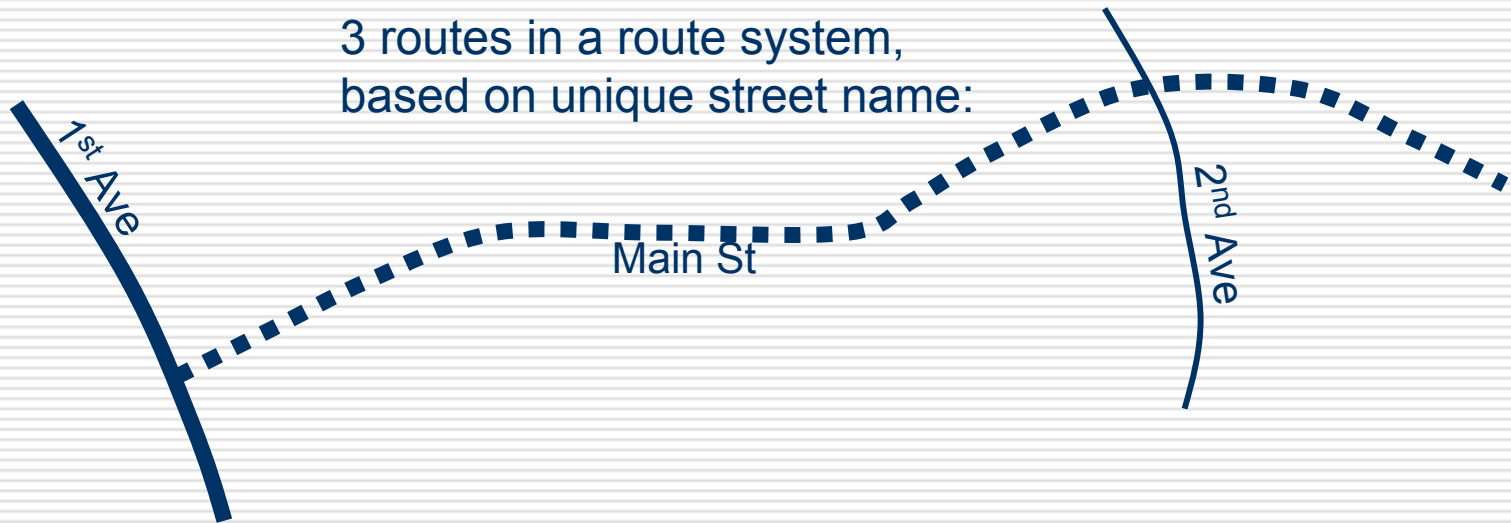 3 routes in a route system,
based on unique street name:
1st Ave
Main St
2nd Ave